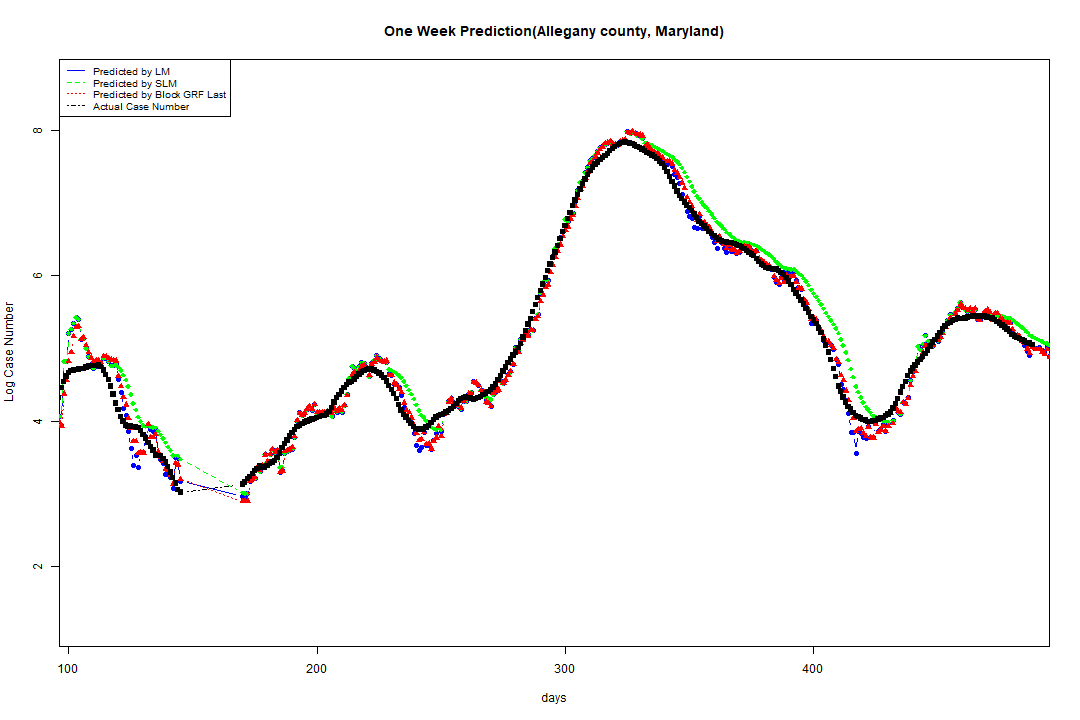 One Week Prediction(Allegany county, Maryland)
Predicted by LM
Predicted by SLM
Predicted by Block GRF Last
Actual Case Number
8
6
4
2
Log Case Number
100 200 300 400
days